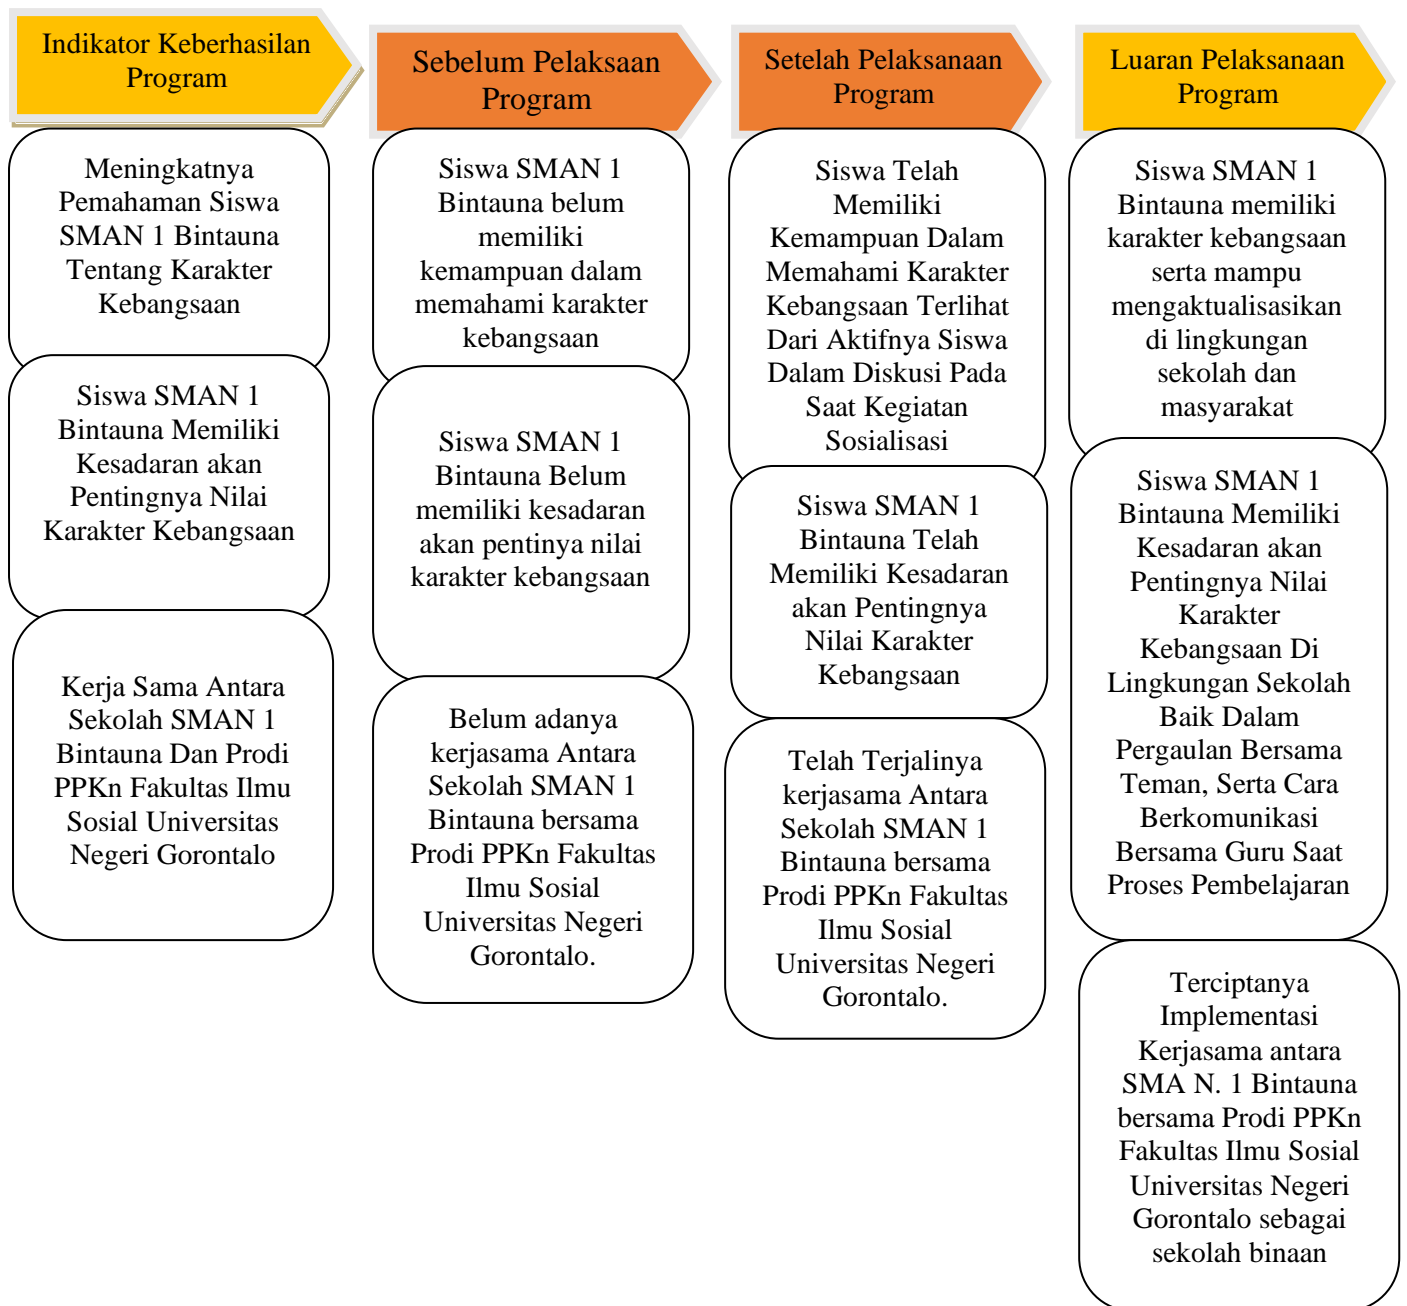 Indikator Keberhasilan
Program
Meningkatnya
Pemahaman Siswa
SMAN 1 Bintauna
Tentang Karakter
Kebangsaan
Siswa SMAN 1
Bintauna Memiliki
Kesadaran akan
Pentingnya Nilai
Karakter Kebangsaan
Kerja Sama Antara
Sekolah SMAN 1
Bintauna Dan Prodi
PPKn Fakultas Ilmu
Sosial Universitas
Negeri Gorontalo
Sebelum Pelaksaan
Program
Siswa SMAN 1
Bintauna belum
memiliki
kemampuan dalam
memahami karakter
kebangsaan
Siswa SMAN 1
Bintauna Belum
memiliki kesadaran
akan pentinya nilai
karakter kebangsaan
Belum adanya
kerjasama Antara
Sekolah SMAN 1
Bintauna bersama
Prodi PPKn Fakultas
Ilmu Sosial
Universitas Negeri
Gorontalo.
Setelah Pelaksanaan
Program
Siswa Telah
Memiliki
Kemampuan Dalam
Memahami Karakter
Kebangsaan Terlihat
Dari Aktifnya Siswa
Dalam Diskusi Pada
Saat Kegiatan
Sosialisasi
Siswa SMAN 1
Bintauna Telah
Memiliki Kesadaran
akan Pentingnya
Nilai Karakter
Kebangsaan
Telah Terjalinya
kerjasama Antara
Sekolah SMAN 1
Bintauna bersama
Prodi PPKn Fakultas
Ilmu Sosial
Universitas Negeri
Gorontalo.
Luaran Pelaksanaan
Program
Siswa SMAN 1
Bintauna memiliki
karakter kebangsaan
serta mampu
mengaktualisasikan
di lingkungan
sekolah dan
masyarakat
Siswa SMAN 1
Bintauna Memiliki
Kesadaran akan
Pentingnya Nilai
Karakter
Kebangsaan Di
Lingkungan Sekolah
Baik Dalam
Pergaulan Bersama
Teman, Serta Cara
Berkomunikasi
Bersama Guru Saat
Proses Pembelajaran
Terciptanya
Implementasi
Kerjasama antara
SMA N. 1 Bintauna
bersama Prodi PPKn
Fakultas Ilmu Sosial
Universitas Negeri
Gorontalo sebagai
sekolah binaan